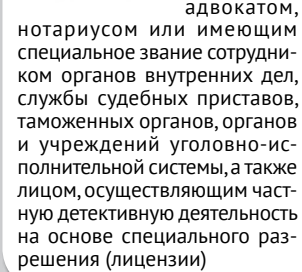 адвокатом,
нотариусом или имеющим
специальное звание сотрудни-
ком органов внутренних дел,
службы судебных приставов,
таможенных органов, органов
и учреждений уголовно-ис-
полнительной системы, а также
лицом, осуществляющим част-
ную детективную деятельность
на основе специального раз-
решения (лицензии)